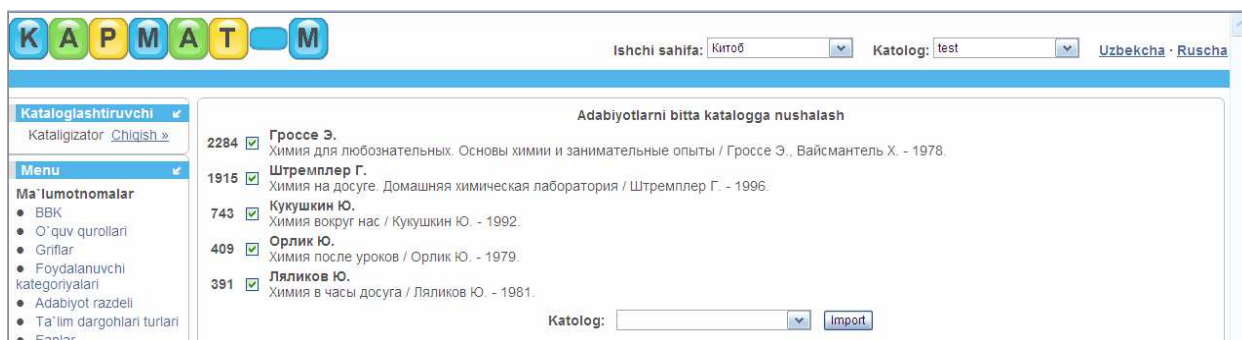 КАРМАТ-М
Ishchi sahifa: Китоб Katolog: test Uzbekcha · Ruscha
Kataloglashtiruvchi
Kataligizator Chiqish »
Menu
Ma`lumotnomalar
BBK
O`quv qurollari
Griflar
Foydalanuvchi
kategoriyalari
Adabiyot razdeli
Ta`lim dargohlari turlari
Fanlar
Adabiyotlarni bitta katalogga nushalash
2284 Гроссе Э.
Химия для любознательных. Основы химии и занимательные опыты / Гроссе Э., Вайсмантель Х. - 1978.
1915 Штремплер Г.
Химия на досуге. Домашняя химическая лаборатория / Штремплер Г. - 1996.
743 Кукушкин Ю.
Химия вокруг нас / Кукушкин Ю. - 1992.
409 Орлик Ю.
Химия после уроков / Орлик Ю. - 1979.
391 Ляликов Ю.
Химия в часы досуга / Ляликов Ю. - 1981.
Katolog: Import